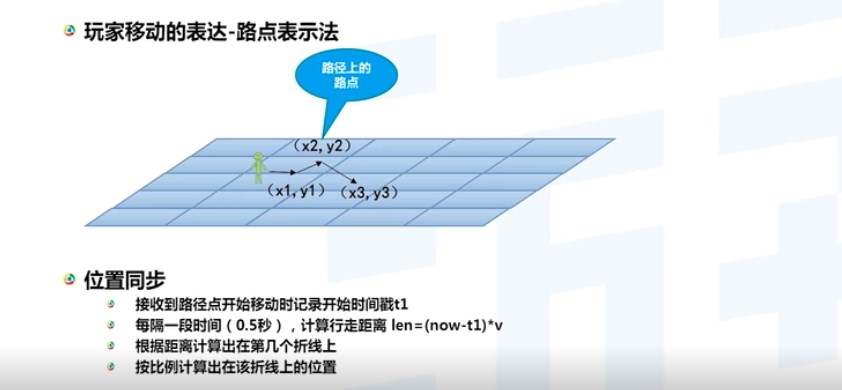 玩家移动的表达-路点表示法
路径上的
路点
（x2, y2）
（x1, y1）（x3, y3）
位置同步
接收到路径点开始移动时记录开始时间戳t1
每隔一段时间（0.5秒），计算行走距离 len=(now-t1)*v
根据距离计算出在第几个折线上
按比例计算出在该折线上的位置